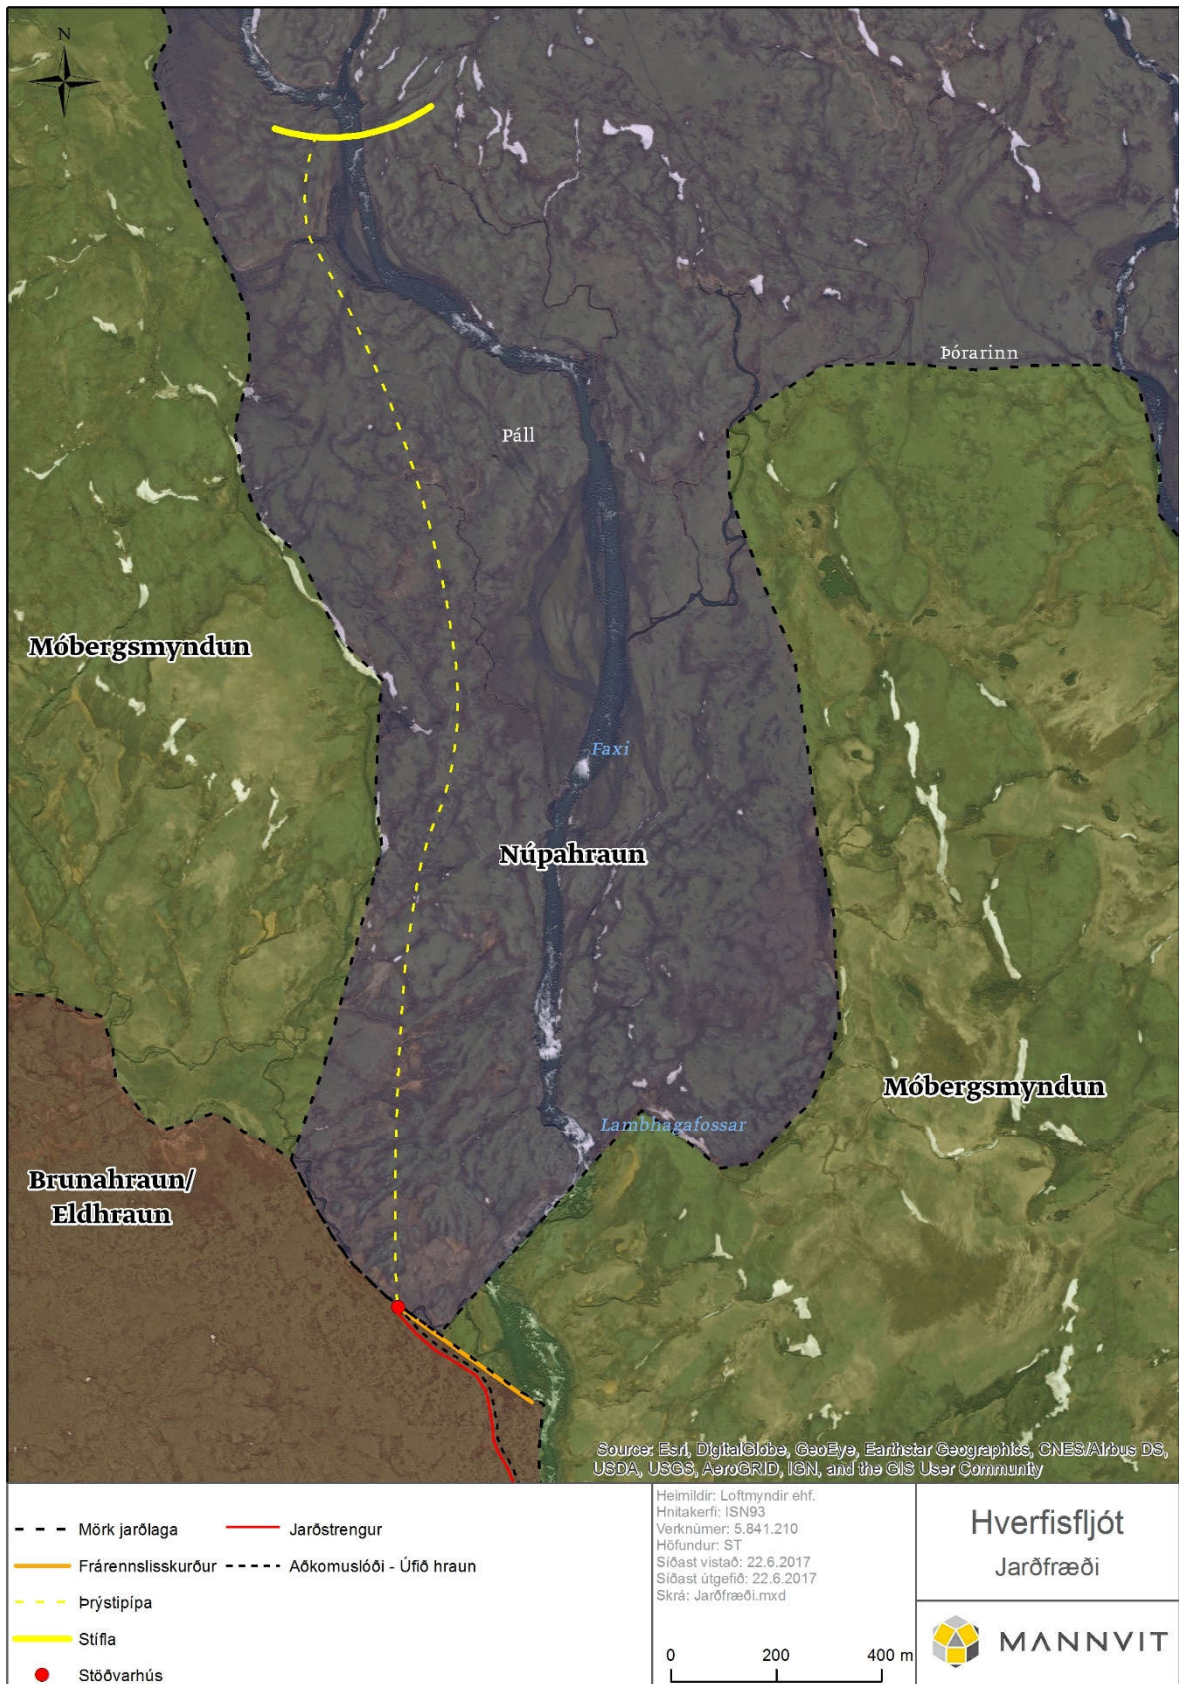 N
Þórarinn
Páll
Móbergsmyndun
Faxi
Núpahraun
Móbergsmyndun
Lambhagafossar
Brunahraun/
Eldhraun
Source: Esri, DigitalGlobe, GeoEye, Earthstar Geographics, CNES/Airbus DS,
USDA, USGS, AeroGRID, IGN, and the GIS User Community
Mörk jarðlaga
Frárennslisskurður
Þrýstipípa
Stífla
Stöðvarhús
Jarðstrengur
Aðkomuslóði - Úfið hraun
Heimildir: Loftmyndir ehf.
Hnitakerfi: ISN93
Verknúmer: 5.841.210
Höfundur: ST
Síðast vistað: 22.6.2017
Síðast útgefið: 22.6.2017
Skrá: Jarðfræði.mxd
0 200 400 m
Hverfisfljót
Jarðfræði
MANNVIT